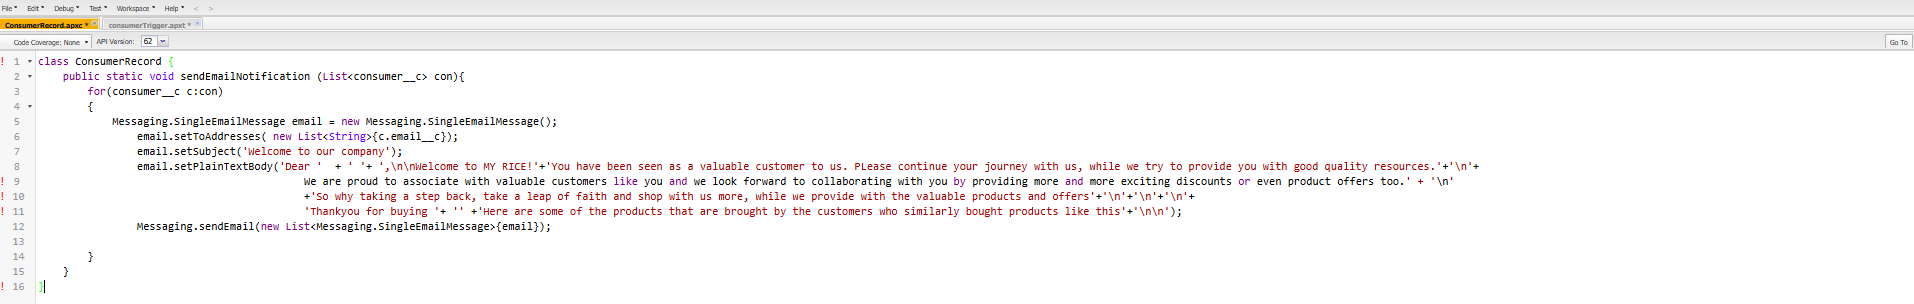 File Edit Debug Test Workspace Help < >
ConsumerRecord.apxc * consumerTrigger.apxt *
Code Coverage: None API Version: 62 Go To
! 1 class ConsumerRecord {
2 public static void sendEmailNotification (List<consumer__c> con){
3 for(consumer__c c:con)
4 {
5 Messaging.SingleEmailMessage email = new Messaging.SingleEmailMessage();
6 email.setToAddresses( new List<String>{c.email__c});
7 email.setSubject('Welcome to our company');
8 email.setPlainTextBody('Dear '  + ' '+ ',\n\nWelcome to MY RICE!'+'You have been seen as a valuable customer to us. PLease continue your journey with us, while we try to provide you with good quality resources.'+'\n'+
! 9 We are proud to associate with valuable customers like you and we look forward to collaborating with you by providing more and more exciting discounts or even product offers too.' + '\n'
! 10 +'So why taking a step back, take a leap of faith and shop with us more, while we provide with the valuable products and offers'+'\n'+'\n'+'\n'+
! 11 'Thankyou for buying '+ '' +'Here are some of the products that are brought by the customers who similarly bought products like this'+'\n\n');
12 Messaging.sendEmail(new List<Messaging.SingleEmailMessage>{email});
13
14 }
15 }
! 16 }